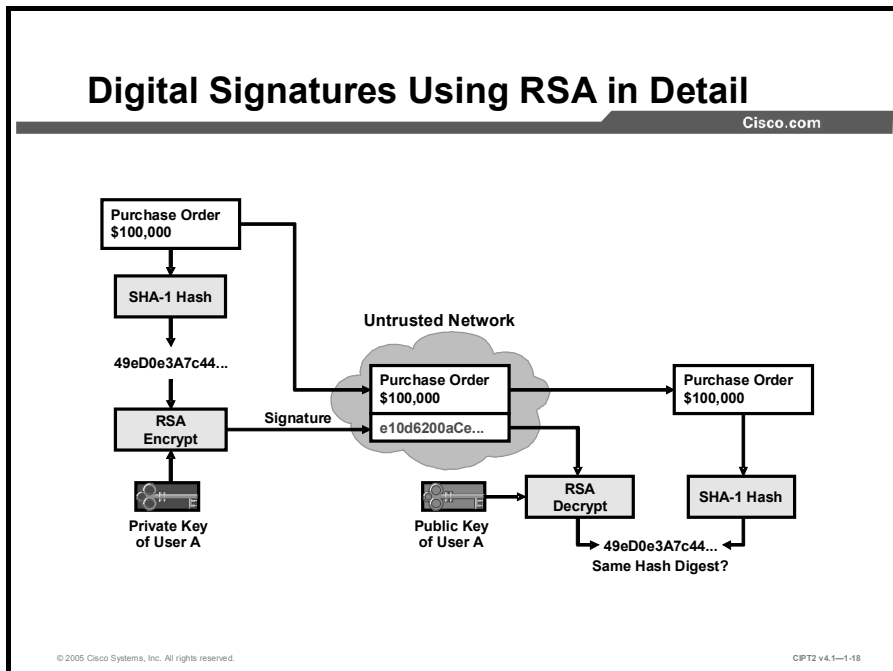 Digital Signatures Using RSA in Detail
Cisco.com
Purchase Order
$100,000
SHA-1 Hash
49eD0e3A7c44...
RSA
Encrypt
Private Key
of User A
Signature
Untrusted Network
Purchase Order
$100,000
e10d6200aCe...
Public Key
of User A
RSA
Decrypt
Purchase Order
$100,000
SHA-1 Hash
49eD0e3A7c44...
Same Hash Digest?
© 2005 Cisco Systems, Inc. All rights reserved.
CIPT2 v4.1—1-18